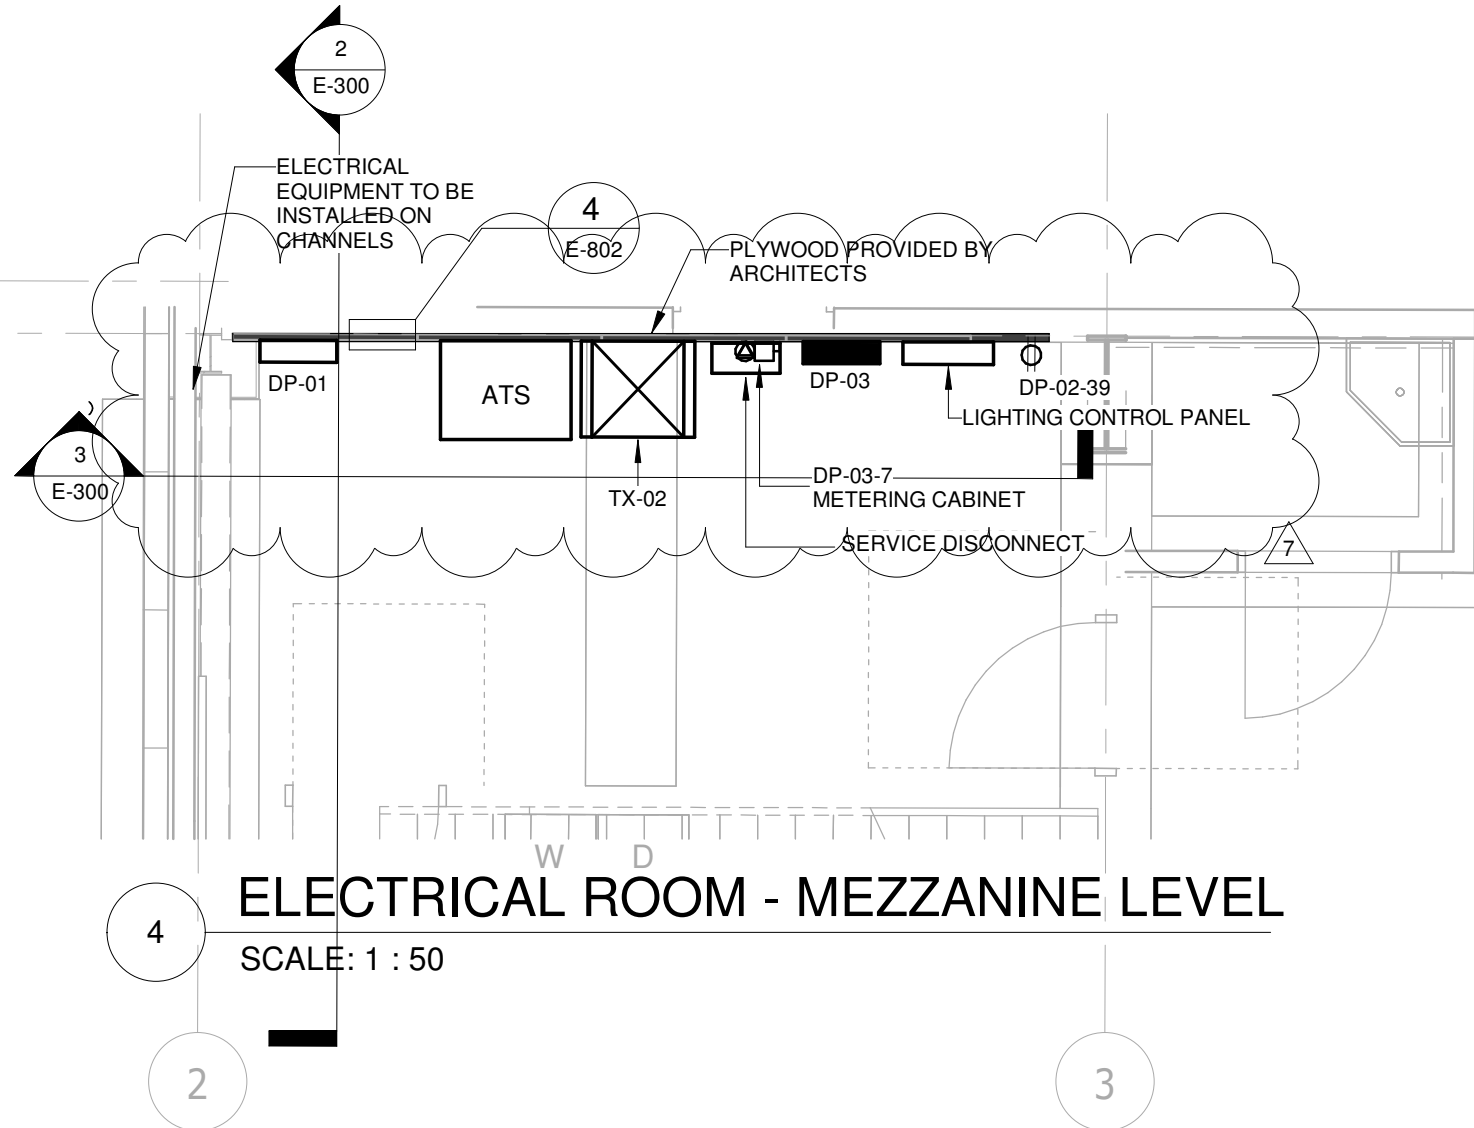 2
E-300
ELECTRICAL
EQUIPMENT TO BE
INSTALLED ON
CHANNELS
4
E-802
PLYWOOD PROVIDED BY
ARCHITECTS
DP-01
ATS
DP-03
DP-02-39
LIGHTING CONTROL PANEL
3
E-300
TX-02
DP-03-7
METERING CABINET
SERVICE DISCONNECT
7
W D
4
ELECTRICAL ROOM - MEZZANINE LEVEL
SCALE: 1 : 50
2
3